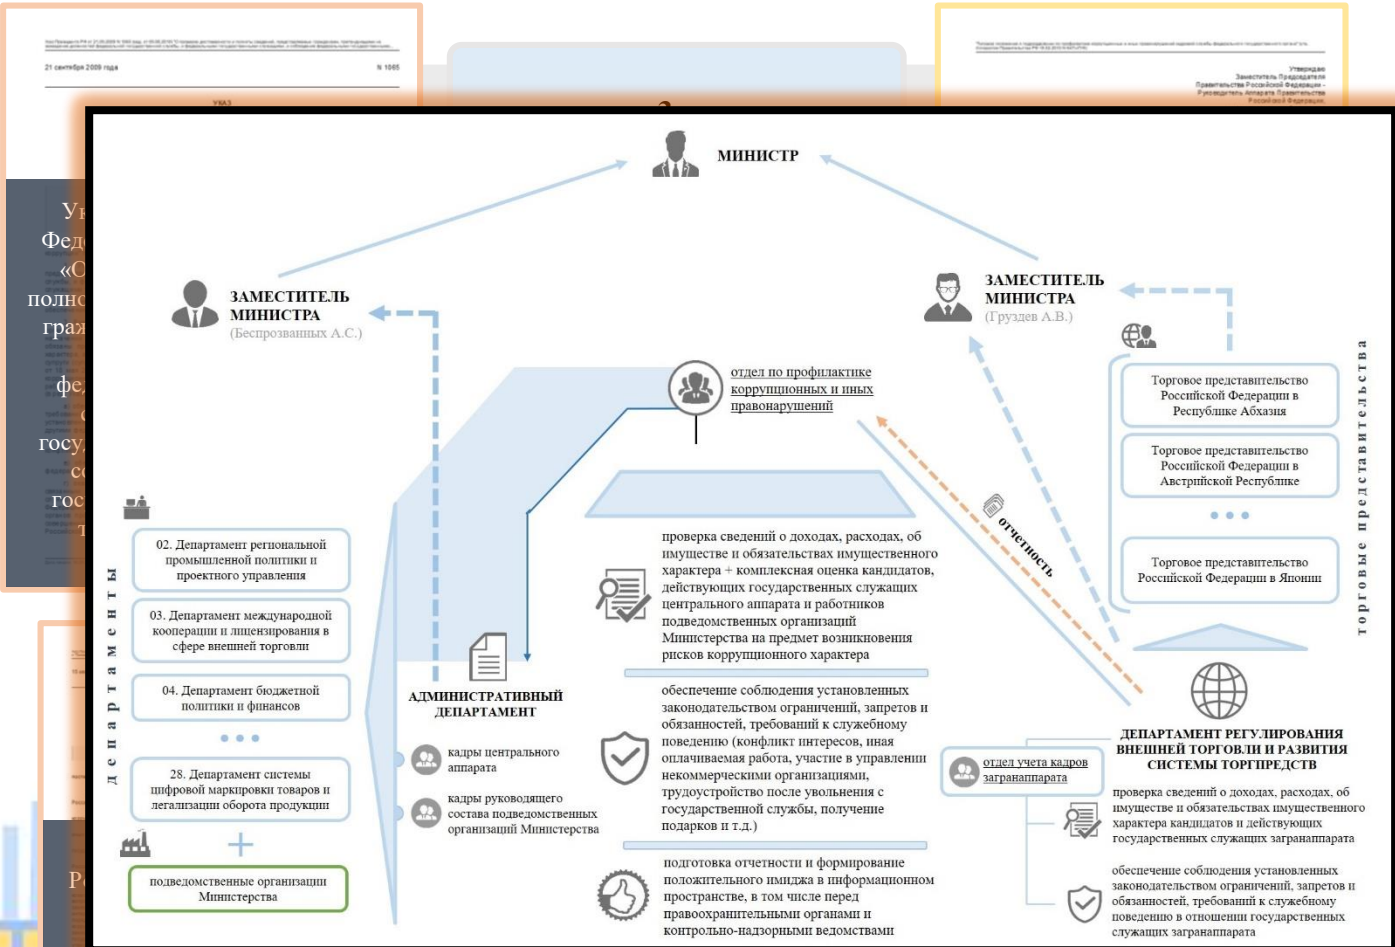 21 сентября 2009 года
N 1065
УКАЗ
Утверждаю
Заместитель Председателя
Правительства Российской Федерации -
Руководитель Аппарата Правительства
Российской Федерации,
МИНИСТР
ЗАМЕСТИТЕЛЬ
МИНИСТРА
(Беспрозванных А.С.)
ЗАМЕСТИТЕЛЬ
МИНИСТРА
(Груздев А.В.)
отдел по профилактике
коррупционных и иных
правонарушений
департаменты
02. Департамент региональной
промышленной политики и
проектного управления
03. Департамент международной
кооперации и лицензирования в
сфере внешней торговли
04. Департамент бюджетной
политики и финансов
28. Департамент системы
цифровой маркировки товаров и
легализации оборота продукции
+
подведомственные организации
Министерства
АДМИНИСТРАТИВНЫЙ
ДЕПАРТАМЕНТ
кадры центрального
аппарата
кадры руководящего
состава подведомственных
организаций Министерства
проверка сведений о доходах, расходах, об
имуществе и обязательствах имущественного
характера + комплексная оценка кандидатов,
действующих государственных служащих
центрального аппарата и работников
подведомственных организаций
Министерства на предмет возникновения
рисков коррупционного характера
обеспечение соблюдения установленных
законодательством ограничений, запретов и
обязанностей, требований к служебному
поведению (конфликт интересов, иная
оплачиваемая работа, участие в управлении
некоммерческими организациями,
трудоустройство после увольнения с
государственной службы, получение
подарков и т.д.)
подготовка отчетности и формирование
положительного имиджа в информационном
пространстве, в том числе перед
правоохранительными органами и
контрольно-надзорными ведомствами
отчетность
торговые представительства
Торговое представительство
Российской Федерации в
Республике Абхазия
Торговое представительство
Российской Федерации в
Австрийской Республике
Торговое представительство
Российской Федерации в Японии
ДЕПАРТАМЕНТ РЕГУЛИРОВАНИЯ
ВНЕШНЕЙ ТОРГОВЛИ И РАЗВИТИЯ
СИСТЕМЫ ТОРГПРЕДСТВ
отдел учета кадров
загранаппарата
проверка сведений о доходах, расходах, об
имуществе и обязательствах имущественного
характера кандидатов и действующих
государственных служащих загранаппарата
обеспечение соблюдения установленных
законодательством ограничений, запретов и
обязанностей, требований к служебному
поведению в отношении государственных
служащих загранаппарата